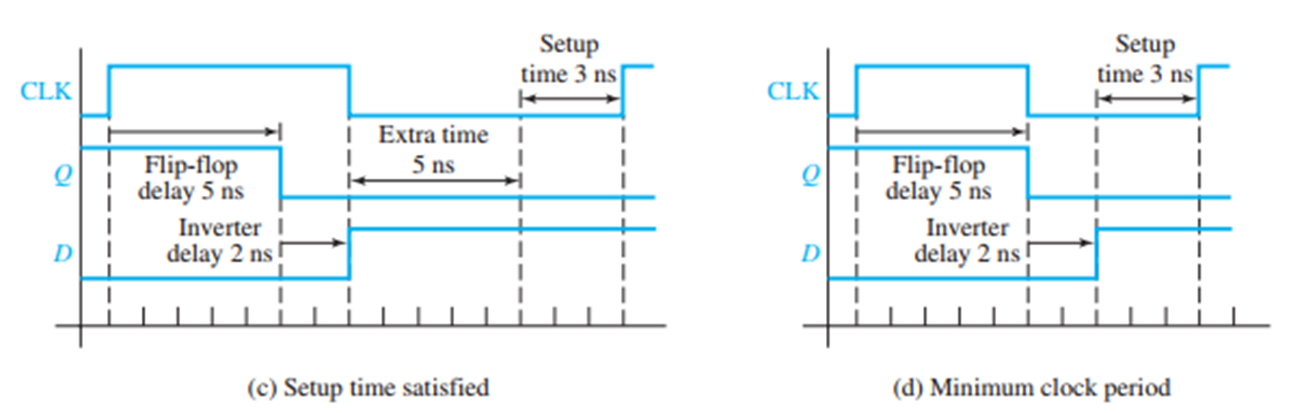 Setup
time 3 ns
CLK
Extra time
5 ns
Q
Flip-flop
delay 5 ns
Inverter
delay 2 ns
D
(c) Setup time satisfied
Setup
time 3 ns
CLK
Q
Flip-flop
delay 5 ns
Inverter
delay 2 ns
D
(d) Minimum clock period